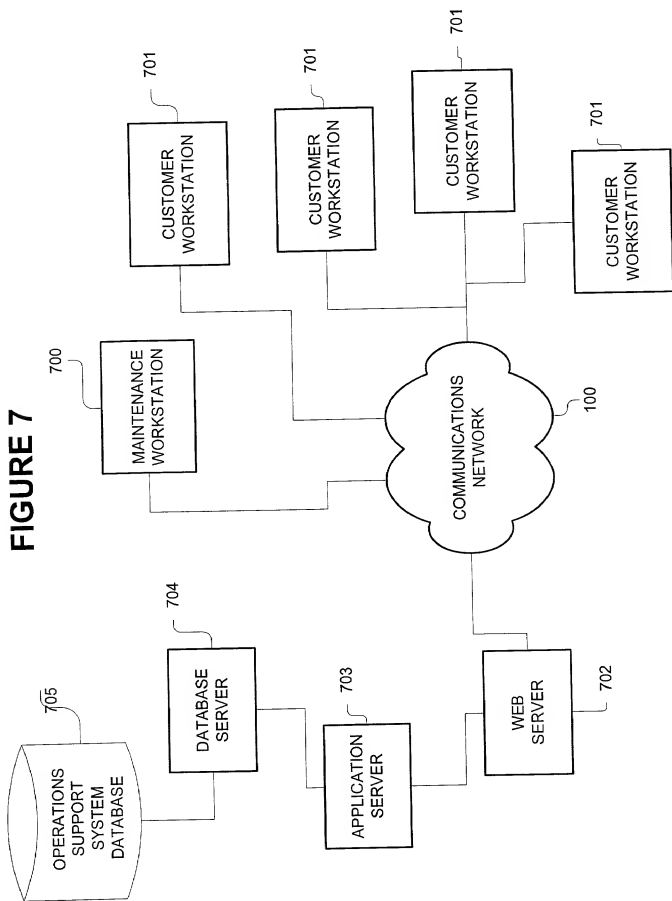 FIGURE 7
705
OPERATIONS
SUPPORT
SYSTEM
DATABASE
704
DATABASE
SERVER
703
APPLICATION
SERVER
WEB
SERVER
702
700
MAINTENANCE
WORKSTATION
COMMUNICATIONS
NETWORK
100
701
CUSTOMER
WORKSTATION
701
CUSTOMER
WORKSTATION
701
CUSTOMER
WORKSTATION
701
CUSTOMER
WORKSTATION